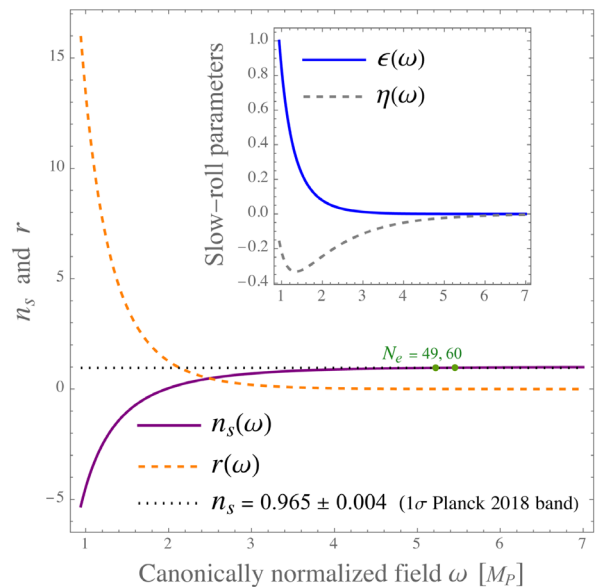 n_s and r
15
10
5
0
−5
Slow−roll parameters
1.0
0.8
0.6
0.4
0.2
0.0
−0.2
−0.4
ϵ(ω)
η(ω)
1 2 3 4 5 6 7
N_e = 49, 60
n_s(ω)
r(ω)
n_s = 0.965 ± 0.004 (1σ Planck 2018 band)
1 2 3 4 5 6 7
Canonically normalized field ω [M_P]